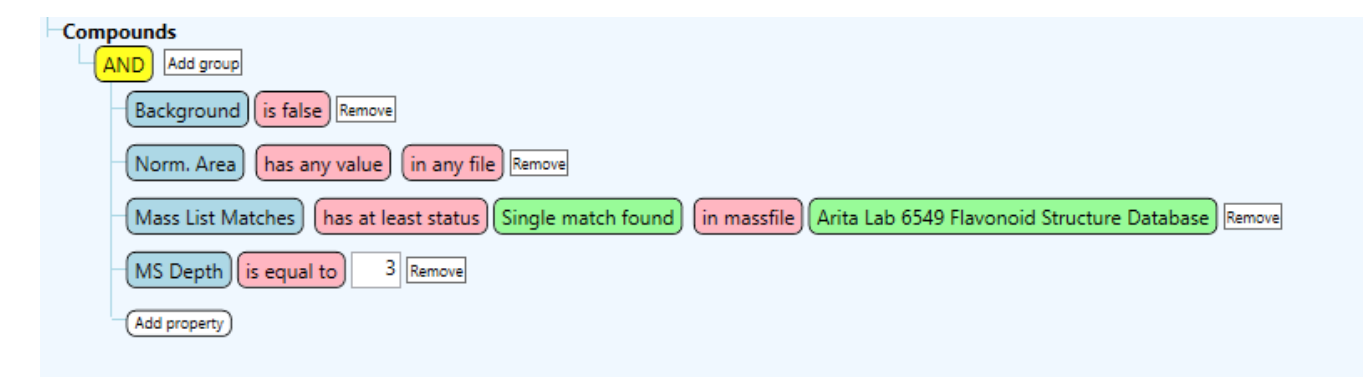 Compounds
AND Add group
Background is false Remove
Norm. Area has any value in any file Remove
Mass List Matches has at least status Single match found in massfile Arita Lab 6549 Flavonoid Structure Database Remove
MS Depth is equal to 3 Remove
Add property